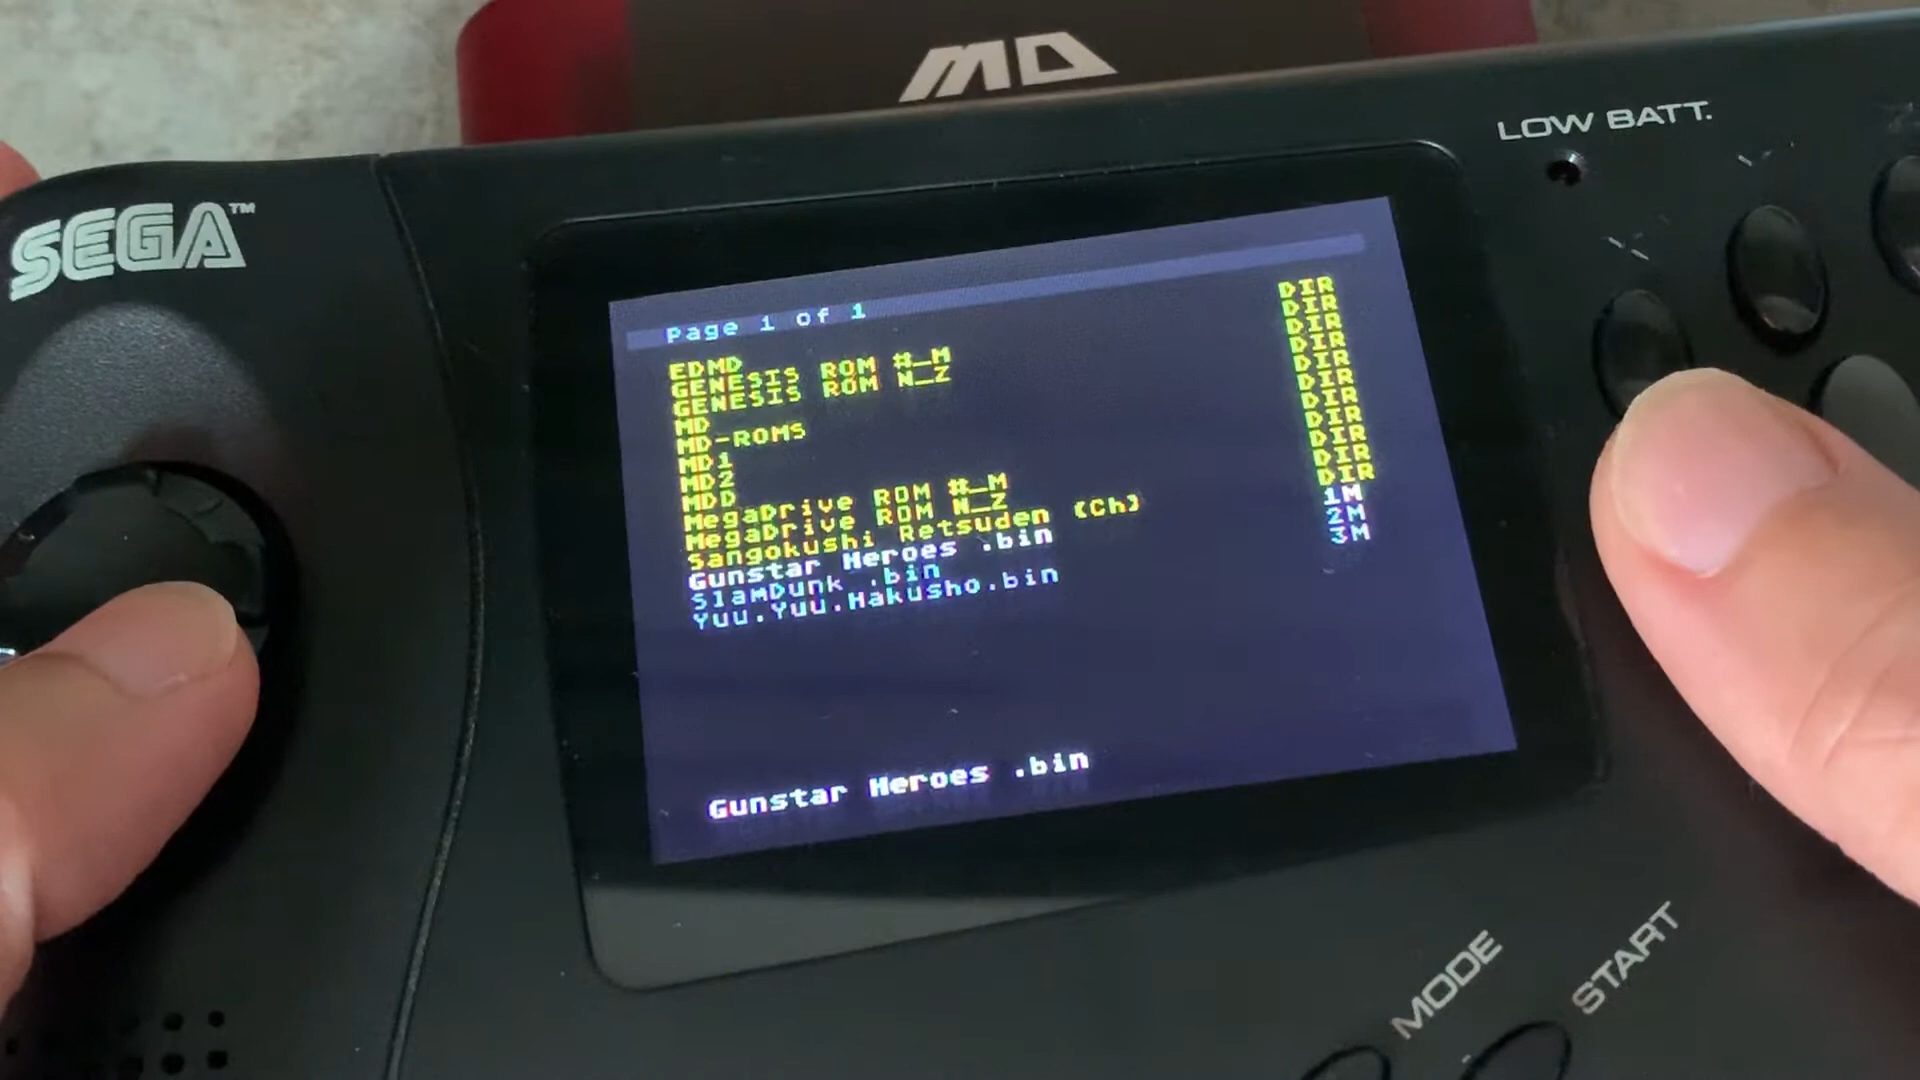 MD
LOW BATT.
SEGA™
Page 1 of 1
EDMD DIR
GENESIS ROM #_M DIR
GENESIS ROM N_Z DIR
MD DIR
MD-ROMS DIR
MD1 DIR
MD2 DIR
MDD DIR
MegaDrive ROM #_M DIR
MegaDrive ROM N_Z DIR
Sangokushi Retsuden (Ch) DIR
Gunstar Heroes .bin 1M
SlamDunk .bin 2M
Yuu.Yuu.Hakusho.bin 3M
Gunstar Heroes .bin
MODE
START